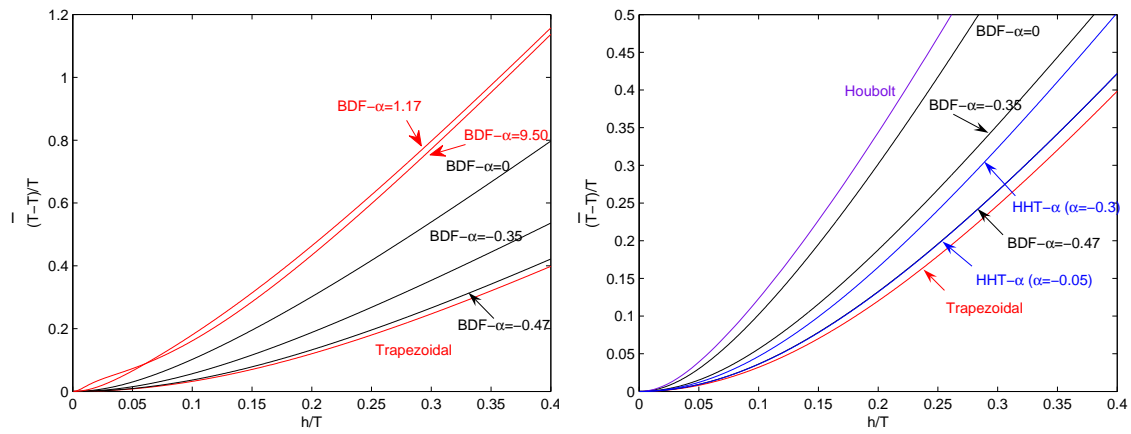 1.2
1
0.8
0.6
0.4
0.2
0
0
0.05
0.1
0.15
0.2
0.25
0.3
0.35
0.4
h/T
(T̅−T)/T
BDF−α=1.17
BDF−α=9.50
BDF−α=0
BDF−α=−0.35
BDF−α=−0.47
Trapezoidal
0.5
0.45
0.4
0.35
0.3
0.25
0.2
0.15
0.1
0.05
0
0
0.05
0.1
0.15
0.2
0.25
0.3
0.35
0.4
h/T
(T̅−T)/T
BDF−α=0
Houbolt
BDF−α=−0.35
HHT−α (α=−0.3)
BDF−α=−0.47
HHT−α (α=−0.05)
Trapezoidal